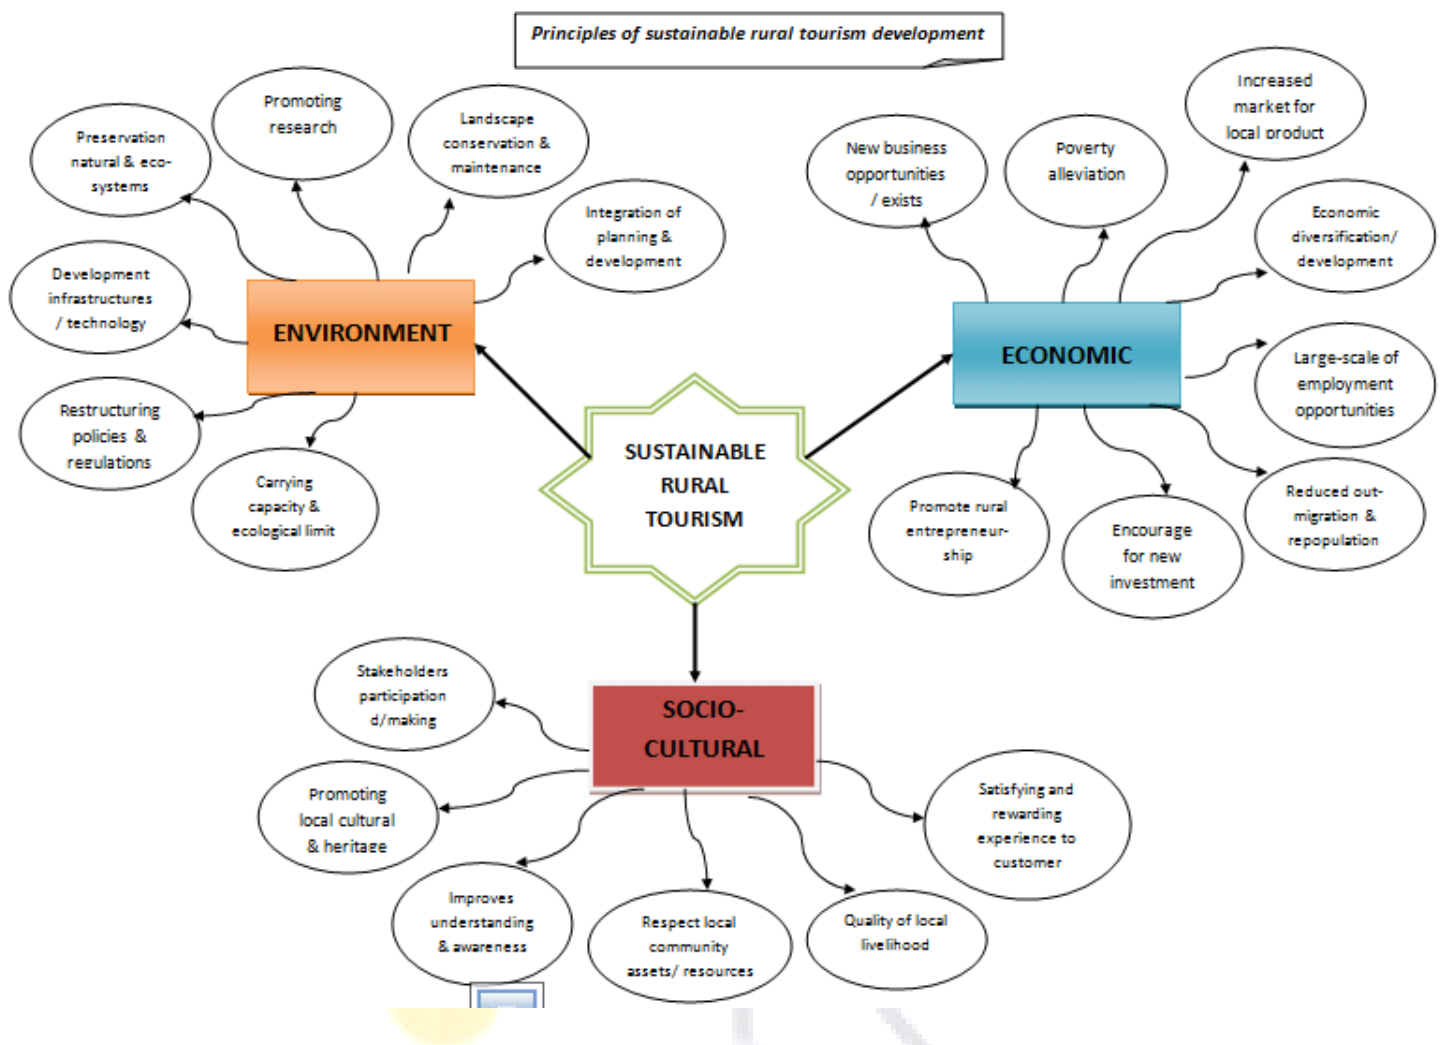 Principles of sustainable rural tourism development
Promoting
research
Landscape
conservation &
maintenance
Preservation
natural & eco-
systems
Integration of
planning &
development
Development
infrastructures
/ technology
ENVIRONMENT
Restructuring
policies &
regulations
Carrying
capacity &
ecological limit
Increased
market for
local product
New business
opportunities
/ exists
Poverty
alleviation
Economic
diversification/
development
ECONOMIC
Large-scale of
employment
opportunities
Reduced out-
migration &
repopulation
Promote rural
entrepreneur-
ship
Encourage
for new
investment
SUSTAINABLE
RURAL
TOURISM
SOCIO-
CULTURAL
Stakeholders
participation
d/making
Promoting
local cultural
& heritage
Improves
understanding
& awareness
Respect local
community
assets/ resources
Quality of local
livelihood
Satisfying and
rewarding
experience to
customer